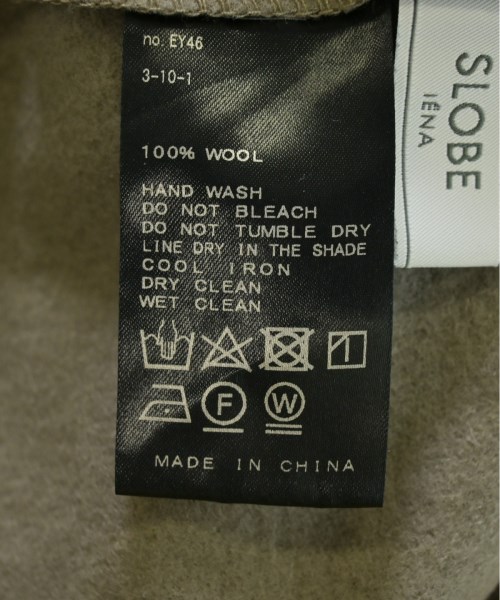 no. EY46
3-10-1
100% WOOL
HAND WASH
DO NOT BLEACH
DO NOT TUMBLE DRY
LINE DRY IN THE SHADE
COOL IRON
DRY CLEAN
WET CLEAN
F W
MADE IN CHINA
SLOBE
IÉNA